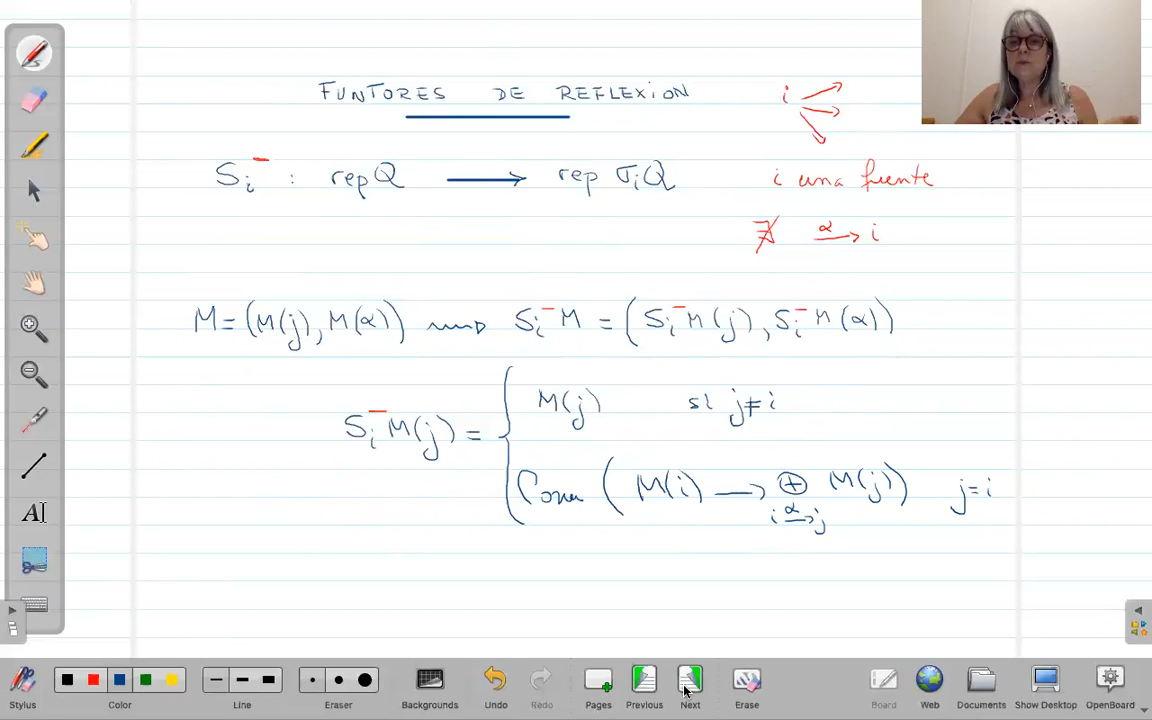 FUNTORES DE REFLEXION
i
S_i^- : rep Q ⟶ rep σ_i Q
i una fuente
∄ α→ i
M = (M(j), M(α)) ⟿ S_i^- M = (S_i^- M(j), S_i^- M(α))
S_i^- M(j) = { M(j) si j ≠ i
Conu ( M(i) ⟶ ⊕_{i α→ j} M(j) ) j = i
A
Stylus Color Line Eraser Backgrounds Undo Redo Pages Previous Next Erase Board Web Documents Show Desktop OpenBoard